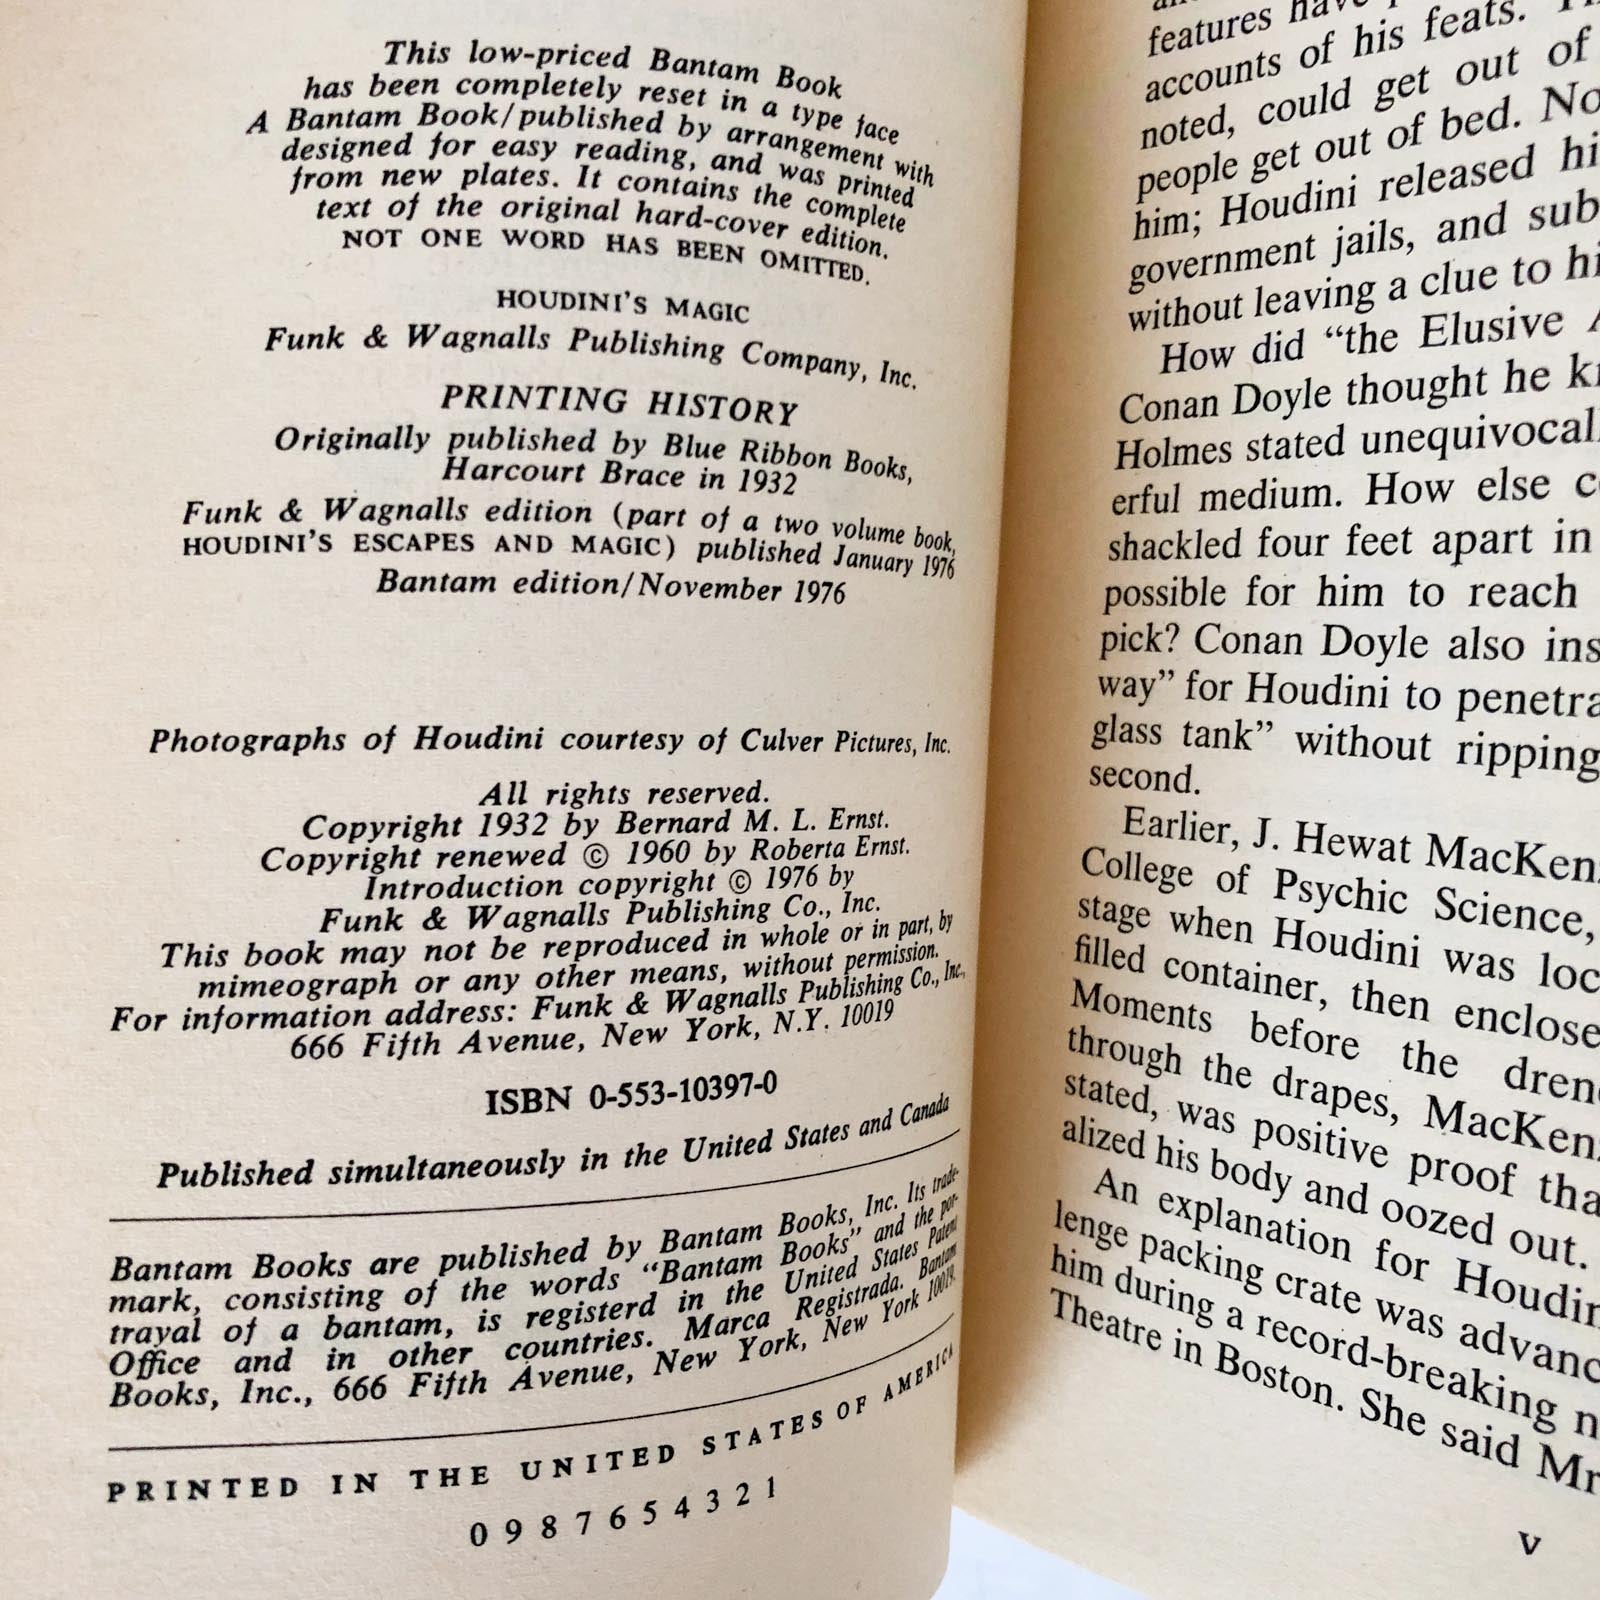 This low-priced Bantam Book
has been completely reset in a type face
A Bantam Book/published by arrangement with
designed for easy reading, and was printed
from new plates. It contains the complete
text of the original hard-cover edition.
NOT ONE WORD HAS BEEN OMITTED.
HOUDINI'S MAGIC
Funk & Wagnalls Publishing Company, Inc.
PRINTING HISTORY
Originally published by Blue Ribbon Books,
Harcourt Brace in 1932
Funk & Wagnalls edition (part of a two volume book,
HOUDINI'S ESCAPES AND MAGIC) published January 1976
Bantam edition/November 1976
Photographs of Houdini courtesy of Culver Pictures, Inc.
All rights reserved.
Copyright 1932 by Bernard M. L. Ernst.
Copyright renewed © 1960 by Roberta Ernst.
Introduction copyright © 1976 by
Funk & Wagnalls Publishing Co., Inc.
This book may not be reproduced in whole or in part, by
mimeograph or any other means, without permission.
For information address: Funk & Wagnalls Publishing Co., Inc.,
666 Fifth Avenue, New York, N.Y. 10019
ISBN 0-553-10397-0
Published simultaneously in the United States and Canada
Bantam Books are published by Bantam Books, Inc. Its trade-
mark, consisting of the words "Bantam Books" and the por-
trayal of a bantam, is registerd in the United States Patent
Office and in other countries. Marca Registrada. Bantam
Books, Inc., 666 Fifth Avenue, New York, New York 10019.
PRINTED IN THE UNITED STATES OF AMERICA
0 9 8 7 6 5 4 3 2 1
features
accounts of his feats.
noted, could get out of
people get out of bed. No
him; Houdini released hi
government jails, and sub
without leaving a clue to hi
How did "the Elusive
Conan Doyle thought he k
Holmes stated unequivocal
erful medium. How else c
shackled four feet apart in
possible for him to reach
pick? Conan Doyle also ins
way" for Houdini to penetra
glass tank" without ripping
second.
Earlier, J. Hewat MacKen
College of Psychic Science,
stage when Houdini was loc
filled container, then enclose
Moments before the dren
through the drapes, MacKen
stated, was positive proof tha
alized his body and oozed out.
An explanation for Houdin
lenge packing crate was advanc
him during a record-breaking n
Theatre in Boston. She said Mr
v